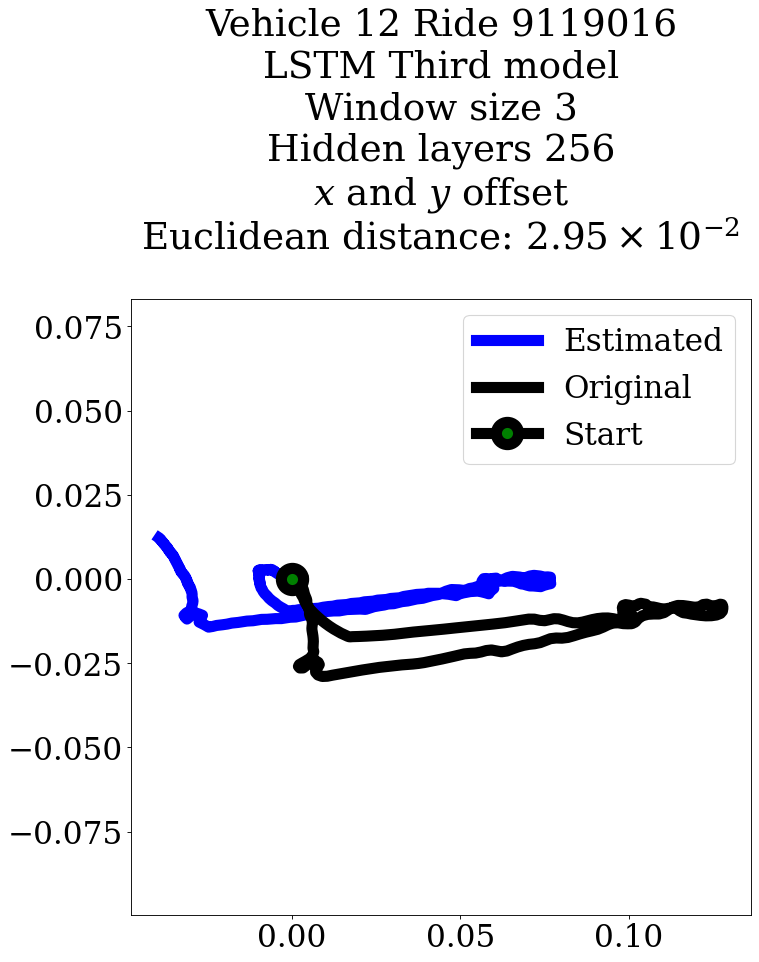 Vehicle 12 Ride 9119016
LSTM Third model
Window size 3
Hidden layers 256
x and y offset
Euclidean distance: 2.95 × 10⁻²
Estimated
Original
Start
0.075
0.050
0.025
0.000
−0.025
−0.050
−0.075
0.00 0.05 0.10